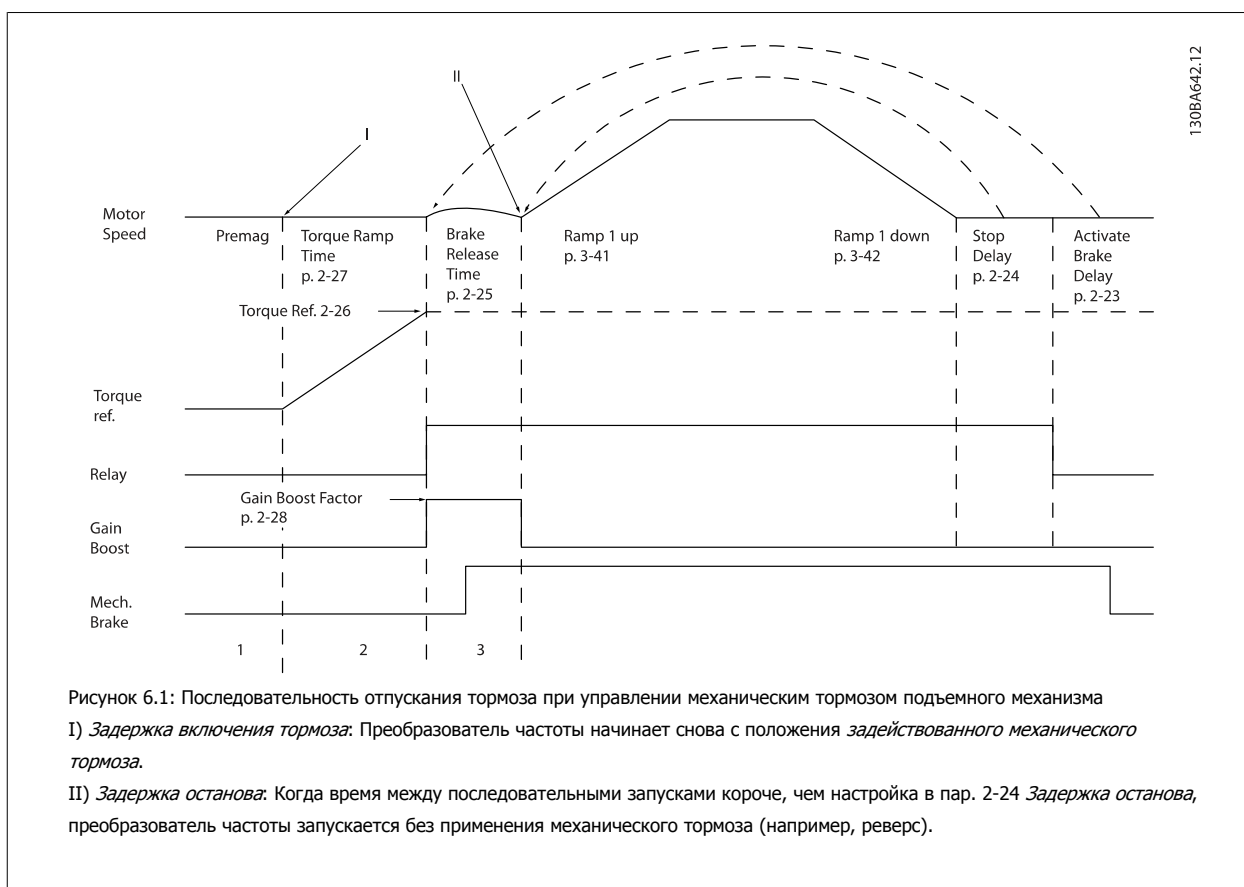 130BA642.12
I
II
Motor
Speed
Premag
Torque Ramp
Time
p. 2-27
Brake
Release
Time
p. 2-25
Ramp 1 up
p. 3-41
Ramp 1 down
p. 3-42
Stop
Delay
p. 2-24
Activate
Brake
Delay
p. 2-23
Torque Ref. 2-26
Torque
ref.
Relay
Gain Boost Factor
p. 2-28
Gain
Boost
Mech.
Brake
1
2
3
Рисунок 6.1: Последовательность отпускания тормоза при управлении механическим тормозом подъемного механизма
I) Задержка включения тормоза: Преобразователь частоты начинает снова с положения задействованного механического
тормоза.
II) Задержка останова: Когда время между последовательными запусками короче, чем настройка в пар. 2-24 Задержка останова,
преобразователь частоты запускается без применения механического тормоза (например, реверс).